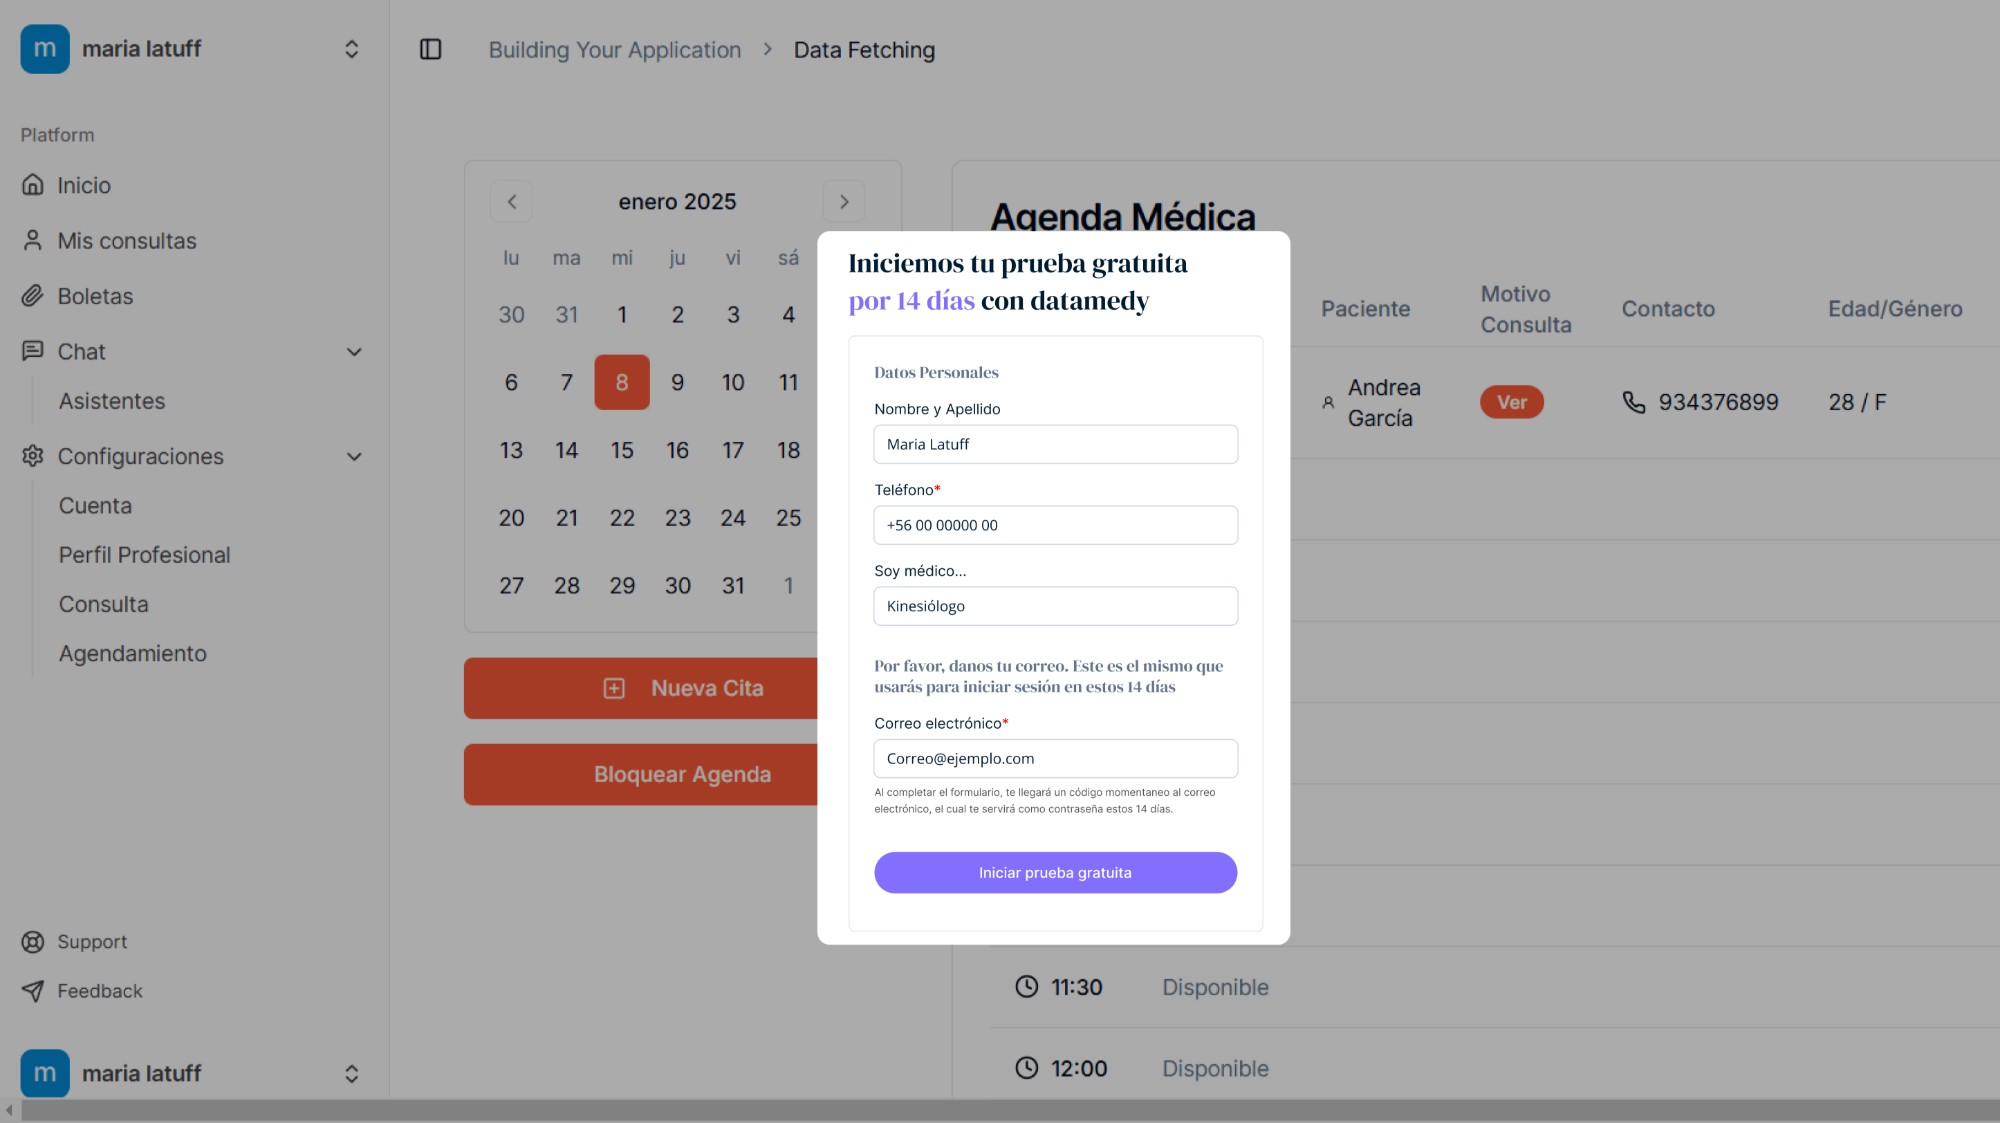 m maria latuff
Platform
Inicio
Mis consultas
Boletas
Chat
Asistentes
Configuraciones
Cuenta
Perfil Profesional
Consulta
Agendamiento
Support
Feedback
m maria latuff
Building Your Application > Data Fetching
enero 2025
lu ma mi ju vi sá
30 31 1 2 3 4
6 7 8 9 10 11
13 14 15 16 17 18
20 21 22 23 24 25
27 28 29 30 31 1
Nueva Cita
Bloquear Agenda
Agenda Médica
Paciente
Motivo
Consulta
Contacto
Edad/Género
Andrea
García
Ver
934376899
28 / F
11:30 Disponible
12:00 Disponible
Iniciemos tu prueba gratuita
por 14 días con datamedy
Datos Personales
Nombre y Apellido
Maria Latuff
Teléfono*
+56 00 00000 00
Soy médico...
Kinesiólogo
Por favor, danos tu correo. Este es el mismo que
usarás para iniciar sesión en estos 14 días
Correo electrónico*
Correo@ejemplo.com
Al completar el formulario, te llegará un código momentaneo al correo
electrónico, el cual te servirá como contraseña estos 14 días.
Iniciar prueba gratuita